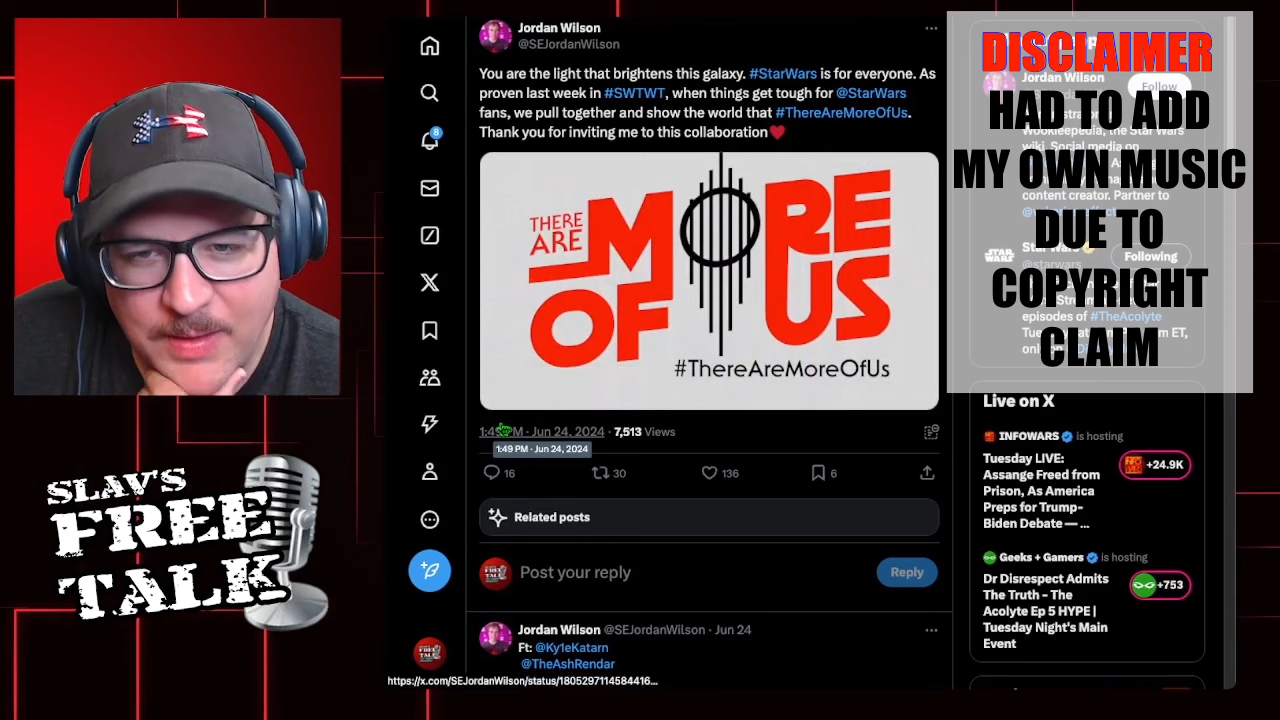 Jordan Wilson
@SEJordanWilson
You are the light that brightens this galaxy. #StarWars is for everyone. As
proven last week in #SWTWT, when things get tough for @StarWars
fans, we pull together and show the world that #ThereAreMoreOfUs.
Thank you for inviting me to this collaboration❤️
THERE
ARE
MORE
OF US
#ThereAreMoreOfUs
Jun 24, 2024 · 7,513 Views
1:49 PM · Jun 24, 2024
16 30 136 6
Related posts
Post your reply
Reply
Jordan Wilson @SEJordanWilson · Jun 24
Ft: @Ky1eKatarn
@TheAshRendar
https://x.com/SEJordanWilson/status/1805297114584416...
8
SLAV'S
FREE
TALK
DISCLAIMER
HAD TO ADD
MY OWN MUSIC
DUE TO
COPYRIGHT
CLAIM
Jordan Wilson
Follow
Wookieepedia, the Star Wars
wiki. Social media
content creator. Partner to
Star Wars
@starwars
Following
episodes of #TheAcolyte
Live on X
INFOWARS is hosting
Tuesday LIVE:
Assange Freed from
Prison, As America
Preps for Trump-
Biden Debate — ...
+24.9K
Geeks + Gamers is hosting
Dr Disrespect Admits
The Truth - The
Acolyte Ep 5 HYPE |
Tuesday Night's Main
Event
+753